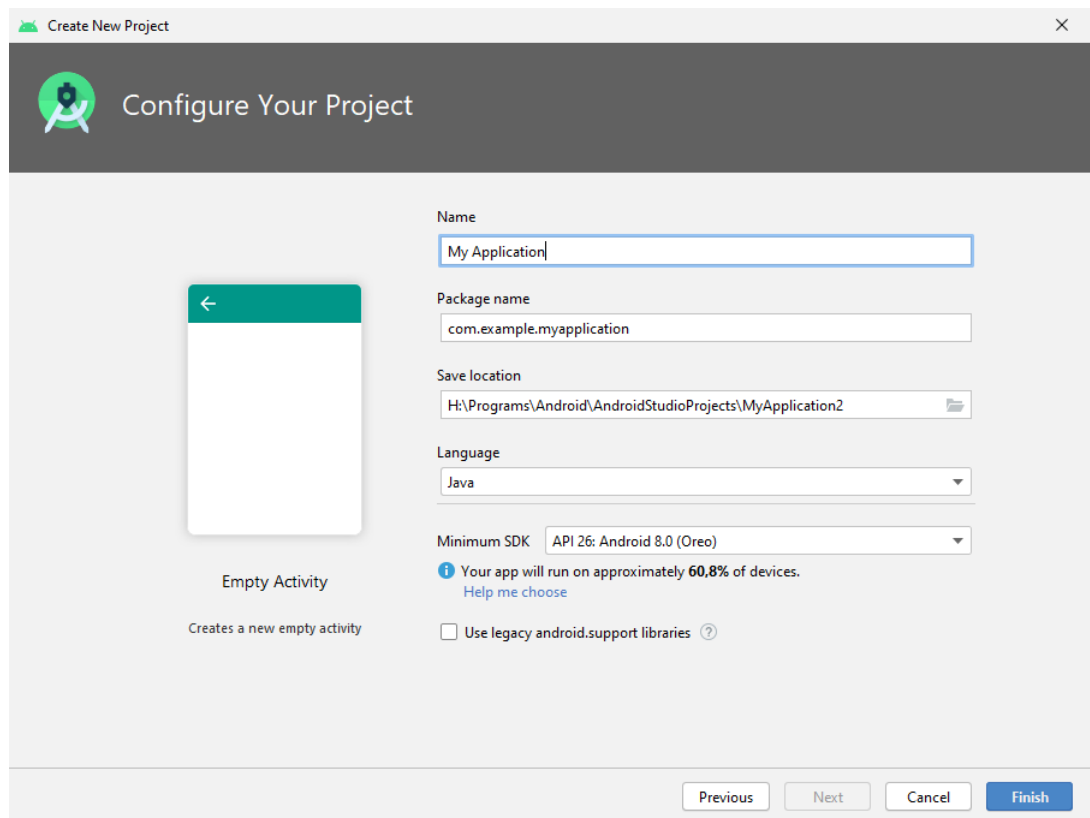 Create New Project
Configure Your Project
Name
My Application
Package name
com.example.myapplication
Save location
H:\Programs\Android\AndroidStudioProjects\MyApplication2
Language
Java
Minimum SDK API 26: Android 8.0 (Oreo)
Your app will run on approximately 60,8% of devices.
Help me choose
Use legacy android.support libraries ?
Empty Activity
Creates a new empty activity
Previous Next Cancel Finish